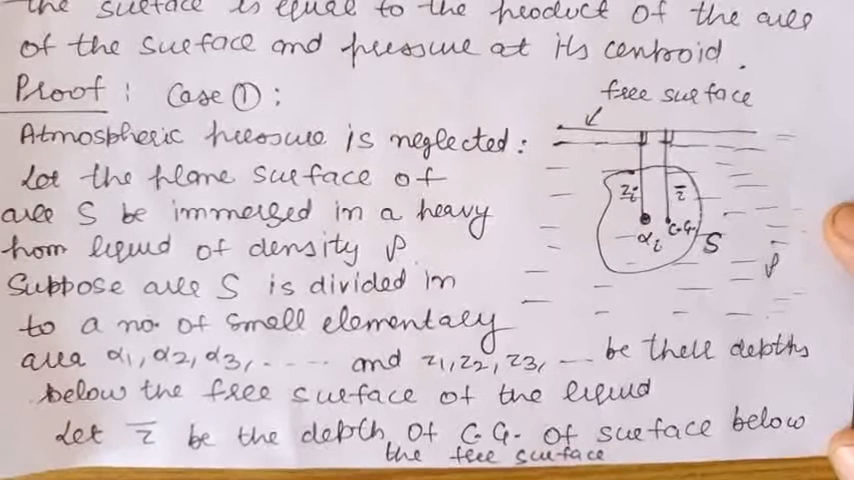 the surface is equal to the product of the area
of the surface and pressure at its centroid.
Proof : Case ① :
free surface
Atmospheric pressure is neglected :
Let the plane surface of
area S be immersed in a heavy
hom liquid of density ρ
Suppose area S is divided in
to a no. of small elementary
area α1, α2, α3, ..... and z1, z2, z3, ... be their depths
below the free surface of the liquid
Let z̄ be the depth of C.G. of surface below
the free surface
zi z̄
αi C.G. S
ρ